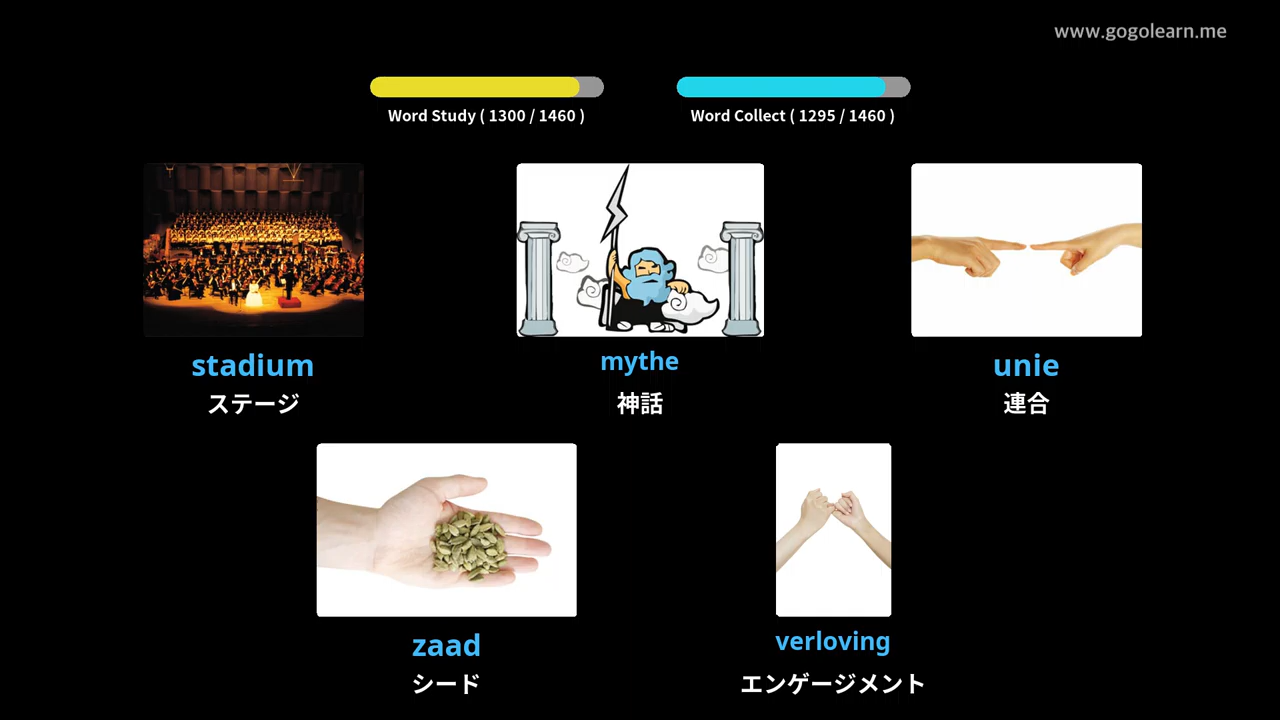 www.gogolearn.me
Word Study ( 1300 / 1460 )
Word Collect ( 1295 / 1460 )
stadium
ステージ
mythe
神話
unie
連合
zaad
シード
verloving
エンゲージメント